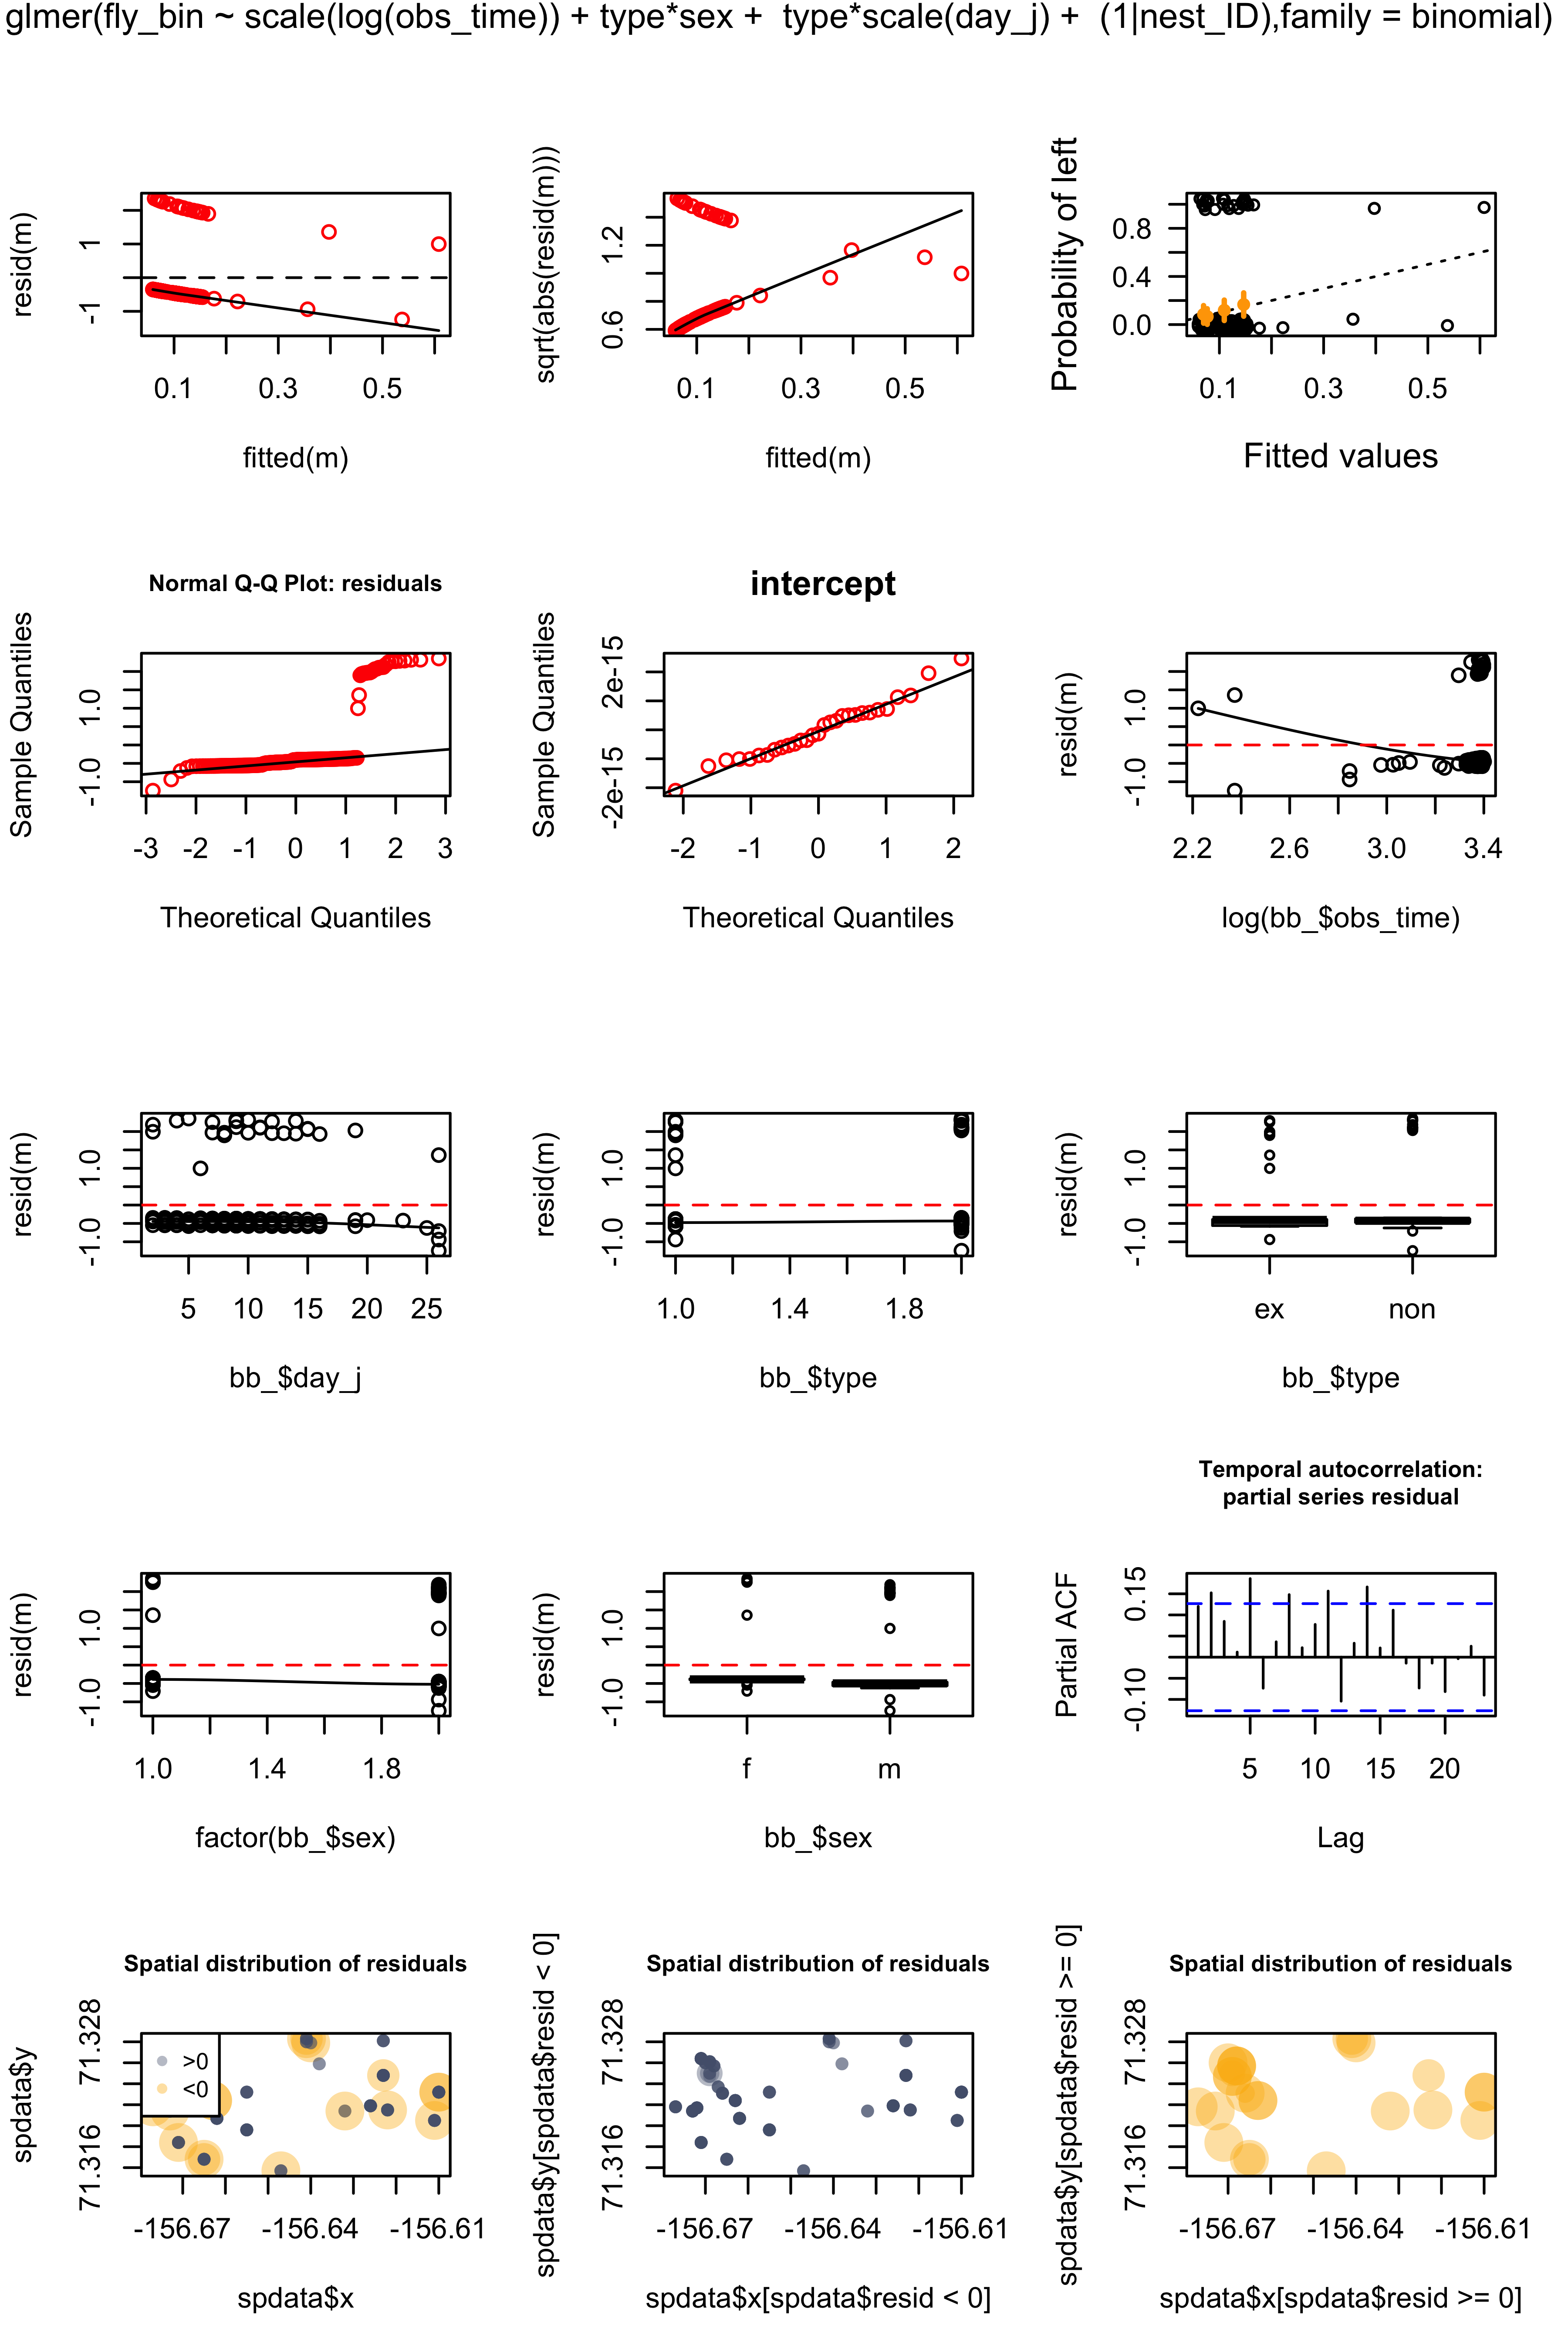 glmer(fly_bin ~ scale(log(obs_time)) + type*sex +  type*scale(day_j) +  (1|nest_ID),family = binomial)
resid(m)
-1 1
0.1 0.3 0.5
fitted(m)
sqrt(abs(resid(m)))
0.6 1.2
0.1 0.3 0.5
fitted(m)
Probability of left
0.0 0.4 0.8
0.1 0.3 0.5
Fitted values
Normal Q-Q Plot: residuals
Sample Quantiles
-1.0 1.0
-3 -2 -1 0 1 2 3
Theoretical Quantiles
intercept
Sample Quantiles
-2e-15 2e-15
-2 -1 0 1 2
Theoretical Quantiles
resid(m)
-1.0 1.0
2.2 2.6 3.0 3.4
log(bb_$obs_time)
resid(m)
-1.0 1.0
5 10 15 20 25
bb_$day_j
resid(m)
-1.0 1.0
1.0 1.4 1.8
bb_$type
resid(m)
-1.0 1.0
ex non
bb_$type
resid(m)
-1.0 1.0
1.0 1.4 1.8
factor(bb_$sex)
resid(m)
-1.0 1.0
f m
bb_$sex
Temporal autocorrelation:
partial series residual
Partial ACF
-0.10 0.15
5 10 15 20
Lag
Spatial distribution of residuals
spdata$y
71.316 71.328
>0
<0
-156.67 -156.64 -156.61
spdata$x
Spatial distribution of residuals
spdata$y[spdata$resid < 0]
71.316 71.328
-156.67 -156.64 -156.61
spdata$x[spdata$resid < 0]
Spatial distribution of residuals
spdata$y[spdata$resid >= 0]
71.316 71.328
-156.67 -156.64 -156.61
spdata$x[spdata$resid >= 0]